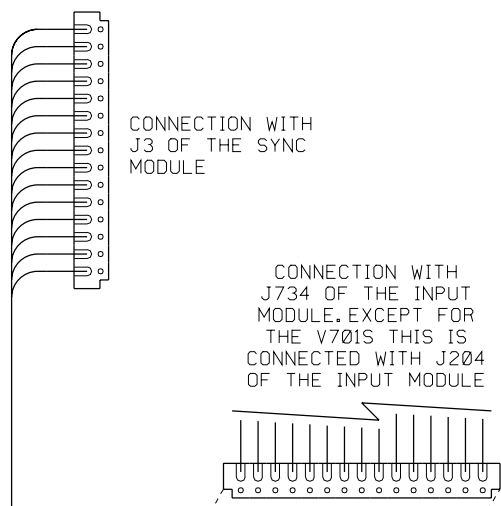 CONNECTION WITH
J3 OF THE SYNC
MODULE
CONNECTION WITH
J734 OF THE INPUT
MODULE. EXCEPT FOR
THE V701S THIS IS
CONNECTED WITH J204
OF THE INPUT MODULE